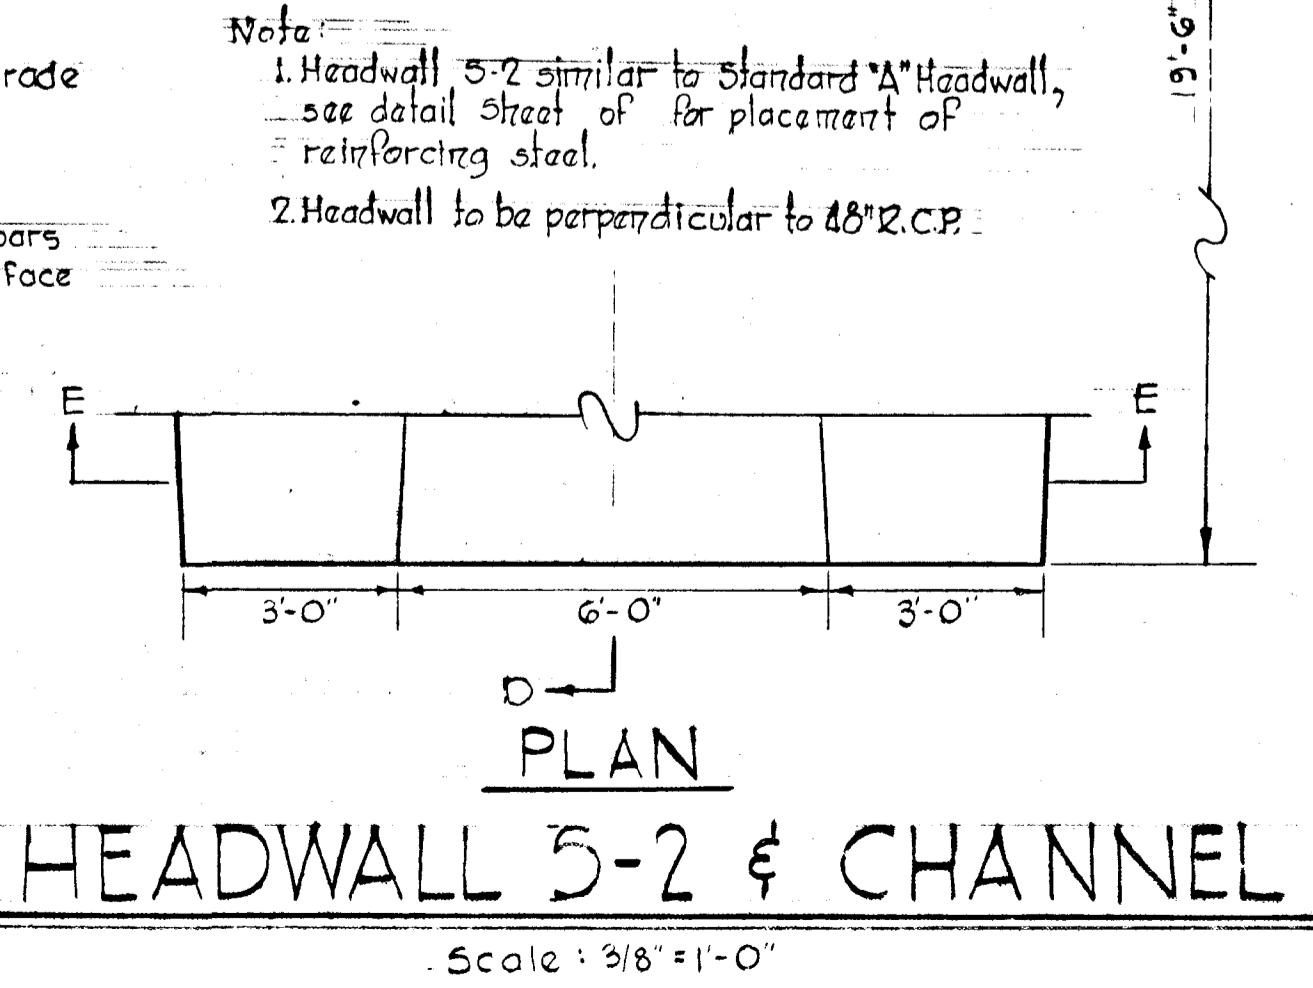 Note:
1. Headwall 5-2 similar to Standard "A" Headwall,
see detail sheet of for placement of
reinforcing steel.
2. Headwall to be perpendicular to 48" R.C.P.
rade
bars
face
19'-6"
E
E
3'-0"
6'-0"
3'-0"
D
PLAN
HEADWALL 5-2 & CHANNEL
Scale : 3/8" = 1'-0"